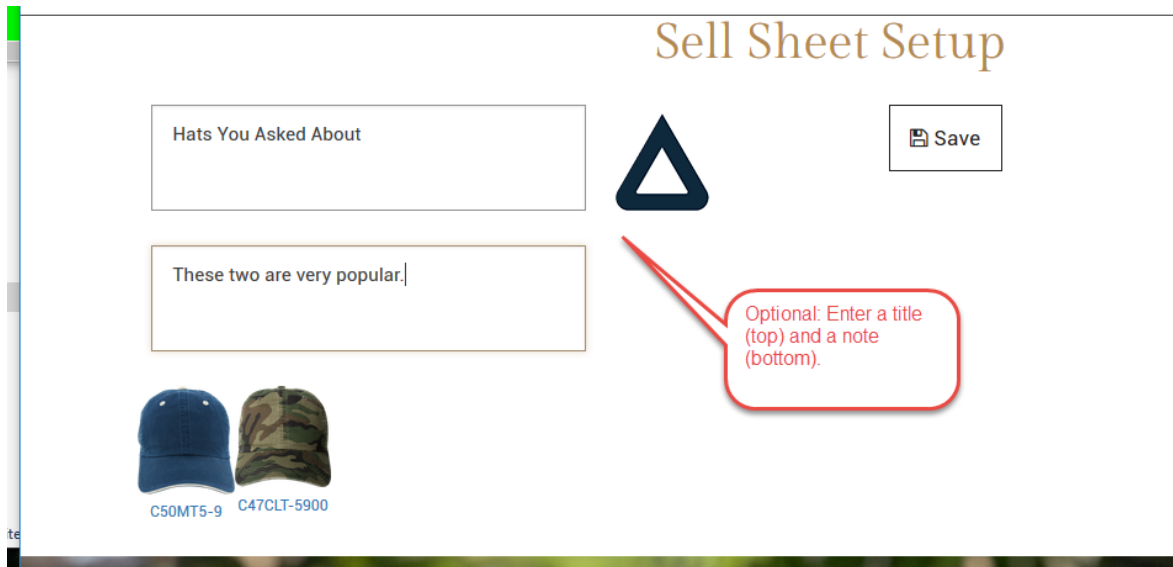 Sell Sheet Setup
Hats You Asked About
Save
These two are very popular.
Optional: Enter a title
(top) and a note
(bottom).
C50MT5-9
C47CLT-5900
ite